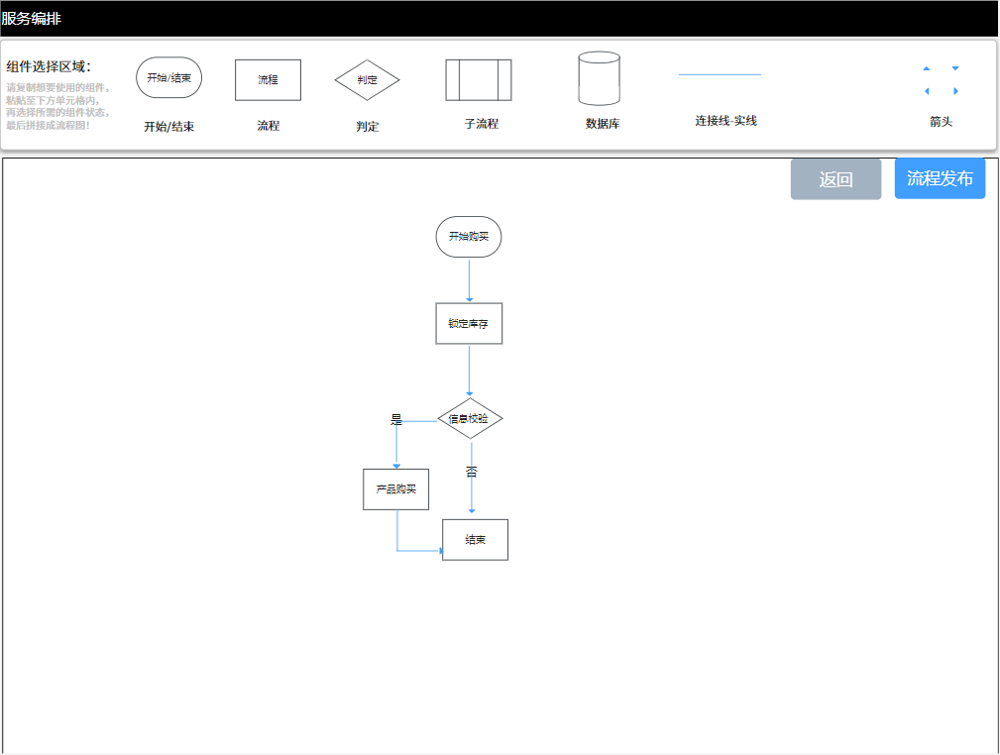 服务编排
组件选择区域：
请复制想要使用的组件，
粘贴至下方单元格内，
再选择所需的组件状态，
最后拼接成流程图！
开始/结束
流程
判定
开始/结束
流程
判定
子流程
数据库
连接线-实线
箭头
返回
流程发布
开始购买
锁定库存
信息校验
是
否
产品购买
结束